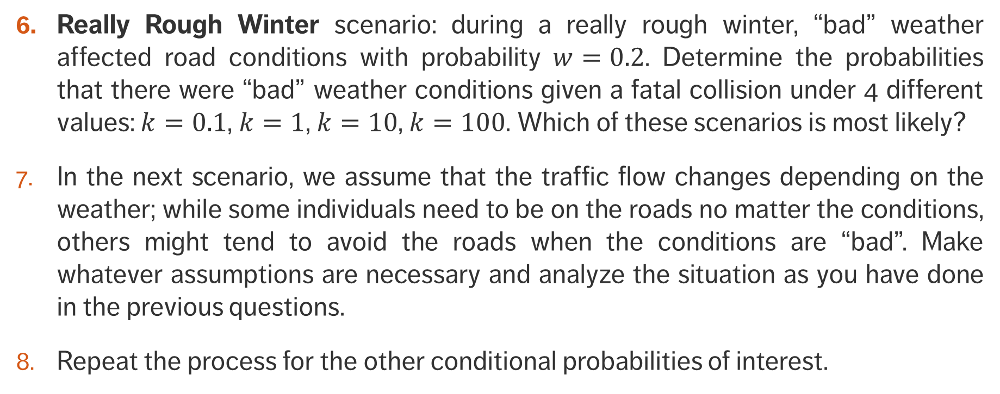 6. Really Rough Winter scenario: during a really rough winter, “bad” weather
affected road conditions with probability w = 0.2. Determine the probabilities
that there were “bad” weather conditions given a fatal collision under 4 different
values: k = 0.1, k = 1, k = 10, k = 100. Which of these scenarios is most likely?
7. In the next scenario, we assume that the traffic flow changes depending on the
weather; while some individuals need to be on the roads no matter the conditions,
others might tend to avoid the roads when the conditions are “bad”. Make
whatever assumptions are necessary and analyze the situation as you have done
in the previous questions.
8. Repeat the process for the other conditional probabilities of interest.